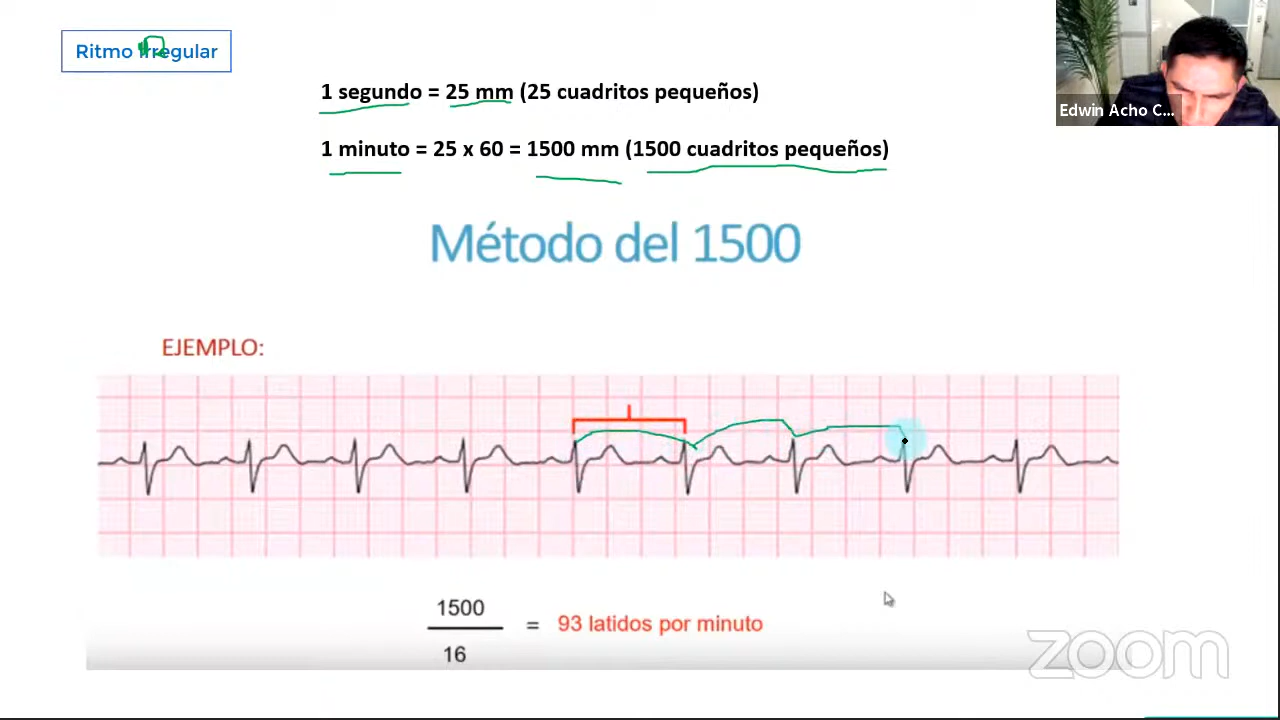 Ritmo Irregular
1 segundo = 25 mm (25 cuadritos pequeños)
Edwin Acho C...
1 minuto = 25 x 60 = 1500 mm (1500 cuadritos pequeños)
Método del 1500
EJEMPLO:
1500
= 93 latidos por minuto
16
zoom